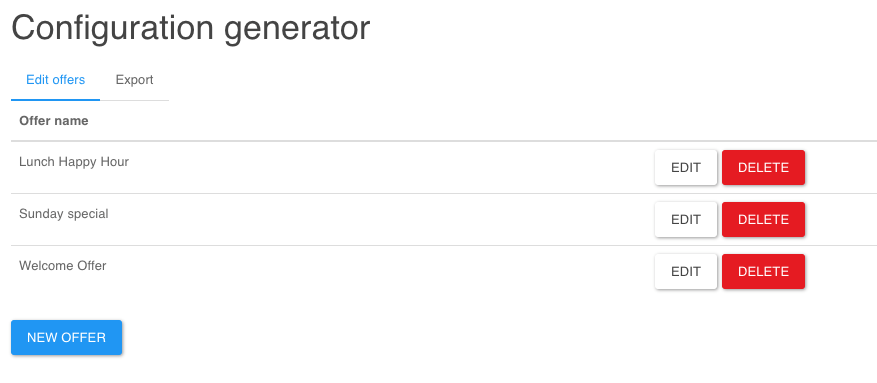 Configuration generator
Edit offers Export
Offer name
Lunch Happy Hour EDIT DELETE
Sunday special EDIT DELETE
Welcome Offer EDIT DELETE
NEW OFFER